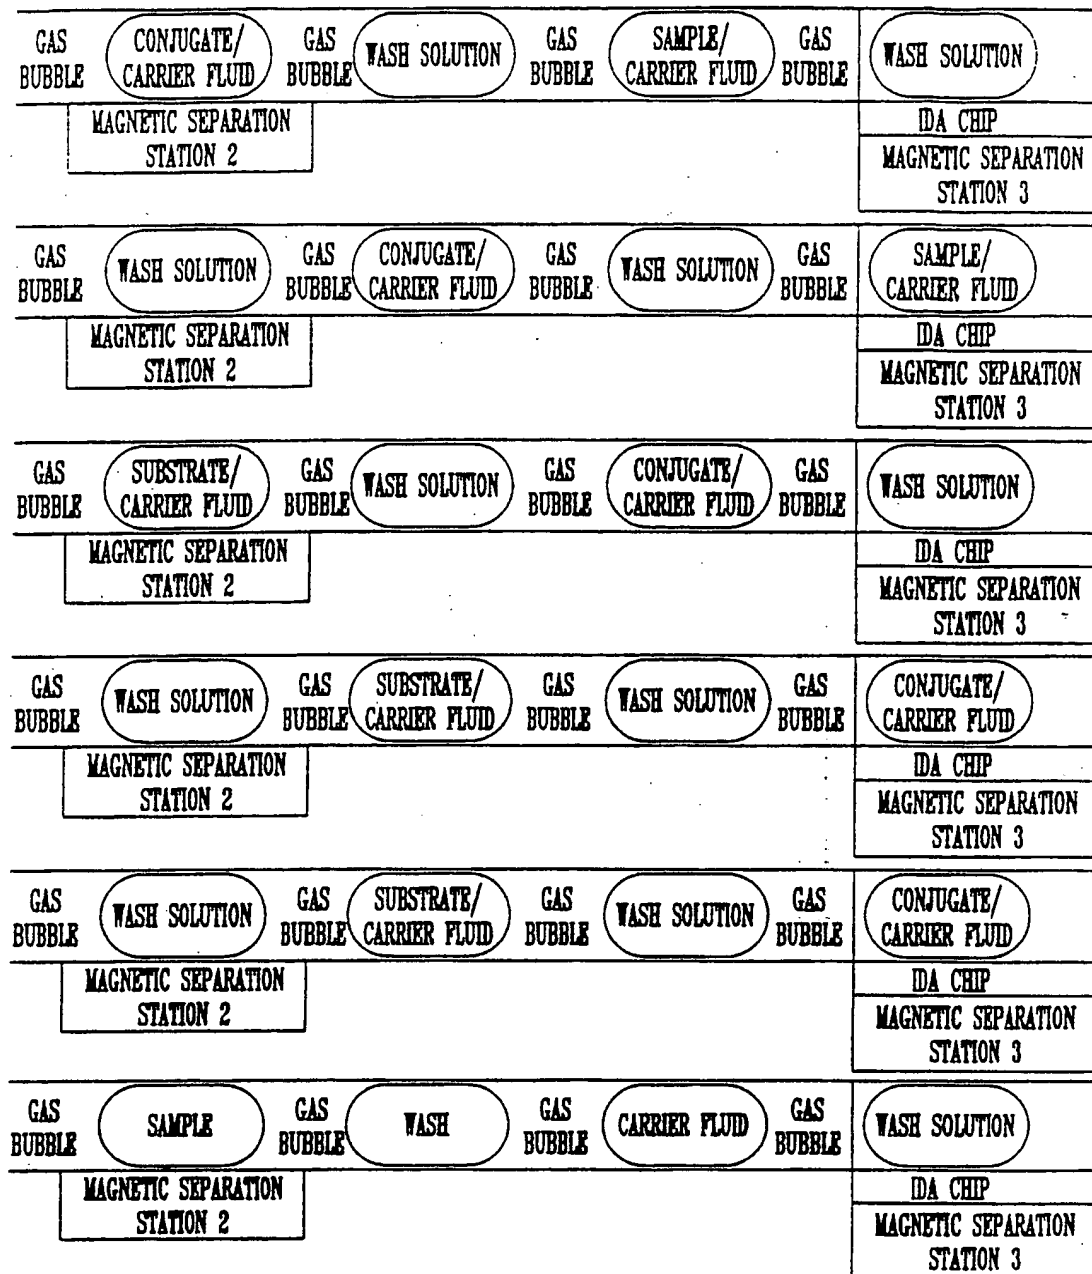 GAS CONJUGATE/ GAS GAS SAMPLE/ GAS
BUBBLE CARRIER FLUID BUBBLE WASH SOLUTION BUBBLE CARRIER FLUID BUBBLE WASH SOLUTION
MAGNETIC SEPARATION IDA CHIP
STATION 2 MAGNETIC SEPARATION
STATION 3
GAS GAS CONJUGATE/ GAS GAS SAMPLE/
BUBBLE WASH SOLUTION BUBBLE CARRIER FLUID BUBBLE WASH SOLUTION BUBBLE CARRIER FLUID
MAGNETIC SEPARATION IDA CHIP
STATION 2 MAGNETIC SEPARATION
STATION 3
GAS SUBSTRATE/ GAS GAS CONJUGATE/ GAS
BUBBLE CARRIER FLUID BUBBLE WASH SOLUTION BUBBLE CARRIER FLUID BUBBLE WASH SOLUTION
MAGNETIC SEPARATION IDA CHIP
STATION 2 MAGNETIC SEPARATION
STATION 3
GAS GAS SUBSTRATE/ GAS GAS CONJUGATE/
BUBBLE WASH SOLUTION BUBBLE CARRIER FLUID BUBBLE WASH SOLUTION BUBBLE CARRIER FLUID
MAGNETIC SEPARATION IDA CHIP
STATION 2 MAGNETIC SEPARATION
STATION 3
GAS GAS SUBSTRATE/ GAS GAS CONJUGATE/
BUBBLE WASH SOLUTION BUBBLE CARRIER FLUID BUBBLE WASH SOLUTION BUBBLE CARRIER FLUID
MAGNETIC SEPARATION IDA CHIP
STATION 2 MAGNETIC SEPARATION
STATION 3
GAS GAS GAS GAS
BUBBLE SAMPLE BUBBLE WASH BUBBLE CARRIER FLUID BUBBLE WASH SOLUTION
MAGNETIC SEPARATION IDA CHIP
STATION 2 MAGNETIC SEPARATION
STATION 3